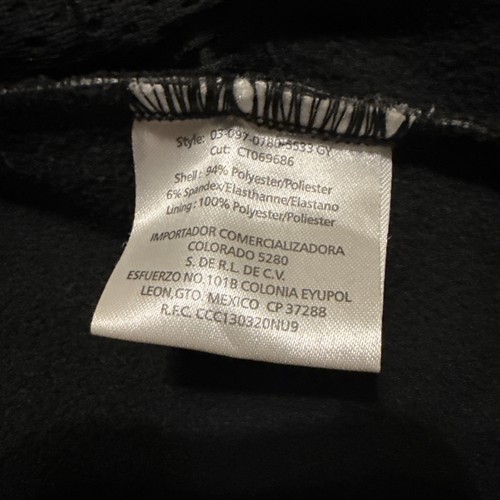 Style: 03-097-0780-5533 GY
Cut: CT069686
Shell: 94% Polyester/Poliester
6% Spandex/Elasthanne/Elastano
Lining: 100% Polyester/Poliester
IMPORTADOR COMERCIALIZADORA
COLORADO 5280
S. DE R.L. DE C.V.
ESFUERZO NO.101B COLONIA EYUPOL
LEON,GTO. MEXICO CP 37288
R.F.C. CCC130320NU9